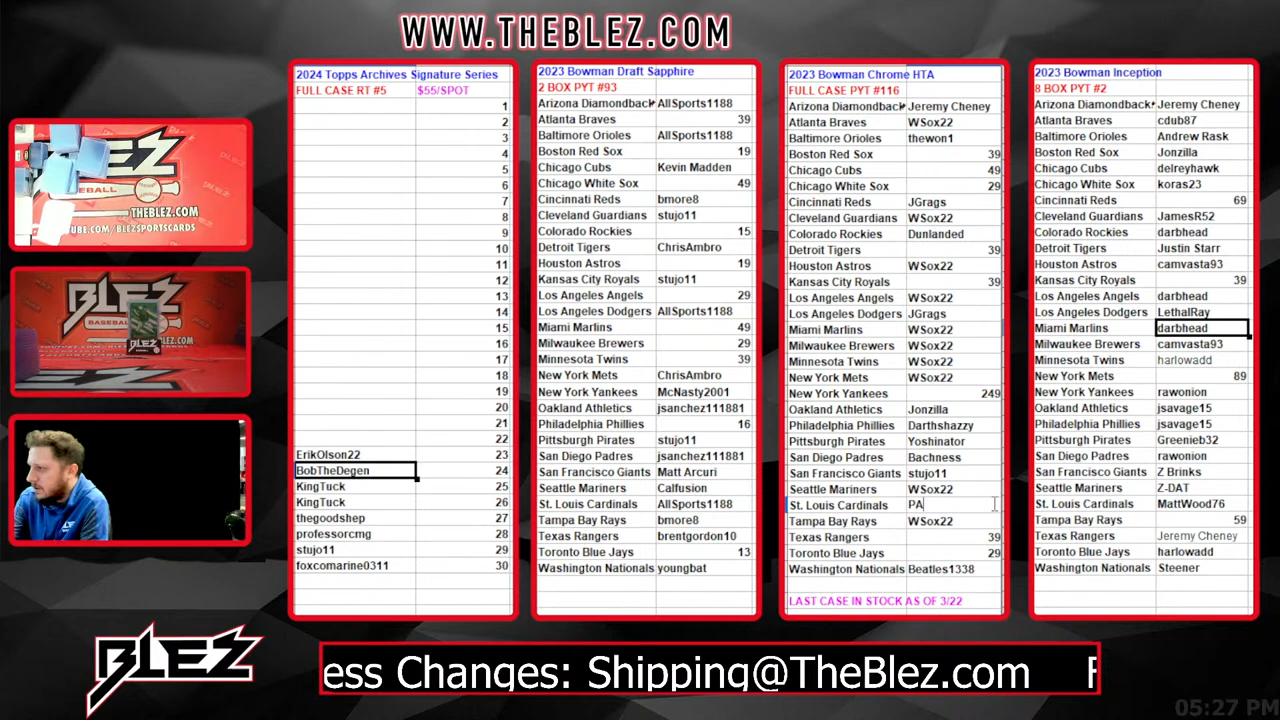 WWW.THEBLEZ.COM
BLEZ
BASEBALL
THEBLEZ.COM
TUBE.COM/BLEZSPORTSCARDS
BLEZ
BASEBALL
BLEZ
2024 Topps Archives Signature Series
FULL CASE RT #5 $55/SPOT
1
2
3
4
5
6
7
8
9
10
11
12
13
14
15
16
17
18
19
20
21
22
ErikOlson22 23
BobTheDegen 24
KingTuck 25
KingTuck 26
thegoodshep 27
professorcmg 28
stujo11 29
foxcomarine0311 30
2023 Bowman Draft Sapphire
2 BOX PYT #93
Arizona Diamondback AllSports1188
Atlanta Braves 39
Baltimore Orioles AllSports1188
Boston Red Sox 19
Chicago Cubs Kevin Madden
Chicago White Sox 49
Cincinnati Reds bmore8
Cleveland Guardians stujo11
Colorado Rockies 15
Detroit Tigers ChrisAmbro
Houston Astros 19
Kansas City Royals stujo11
Los Angeles Angels 29
Los Angeles Dodgers AllSports1188
Miami Marlins 49
Milwaukee Brewers 29
Minnesota Twins 39
New York Mets ChrisAmbro
New York Yankees McNasty2001
Oakland Athletics jsanchez111881
Philadelphia Phillies 16
Pittsburgh Pirates stujo11
San Diego Padres jsanchez111881
San Francisco Giants Matt Arcuri
Seattle Mariners Calfusion
St. Louis Cardinals AllSports1188
Tampa Bay Rays bmore8
Texas Rangers brentgordon10
Toronto Blue Jays 13
Washington Nationals youngbat
2023 Bowman Chrome HTA
FULL CASE PYT #116
Arizona Diamondback Jeremy Cheney
Atlanta Braves WSox22
Baltimore Orioles thewon1
Boston Red Sox 39
Chicago Cubs 49
Chicago White Sox 29
Cincinnati Reds JGrags
Cleveland Guardians WSox22
Colorado Rockies Dunlanded
Detroit Tigers 39
Houston Astros WSox22
Kansas City Royals 39
Los Angeles Angels WSox22
Los Angeles Dodgers JGrags
Miami Marlins WSox22
Milwaukee Brewers WSox22
Minnesota Twins WSox22
New York Mets WSox22
New York Yankees 249
Oakland Athletics Jonzilla
Philadelphia Phillies Darthshazzy
Pittsburgh Pirates Yoshinator
San Diego Padres Bachness
San Francisco Giants stujo11
Seattle Mariners WSox22
St. Louis Cardinals PA
Tampa Bay Rays WSox22
Texas Rangers 39
Toronto Blue Jays 29
Washington Nationals Beatles1338
LAST CASE IN STOCK AS OF 3/22
2023 Bowman Inception
8 BOX PYT #2
Arizona Diamondback Jeremy Cheney
Atlanta Braves cdub87
Baltimore Orioles Andrew Rask
Boston Red Sox Jonzilla
Chicago Cubs delreyhawk
Chicago White Sox koras23
Cincinnati Reds 69
Cleveland Guardians JamesR52
Colorado Rockies darbhead
Detroit Tigers Justin Starr
Houston Astros camvasta93
Kansas City Royals 39
Los Angeles Angels darbhead
Los Angeles Dodgers LethalRay
Miami Marlins darbhead
Milwaukee Brewers camvasta93
Minnesota Twins harlowadd
New York Mets 89
New York Yankees rawonion
Oakland Athletics jsavage15
Philadelphia Phillies jsavage15
Pittsburgh Pirates Greenieb32
San Diego Padres rawonion
San Francisco Giants Z Brinks
Seattle Mariners Z-DAT
St. Louis Cardinals MattWood76
Tampa Bay Rays 59
Texas Rangers Jeremy Cheney
Toronto Blue Jays harlowadd
Washington Nationals Steener
BLEZ
ess Changes: Shipping@TheBlez.com
05:27 PM